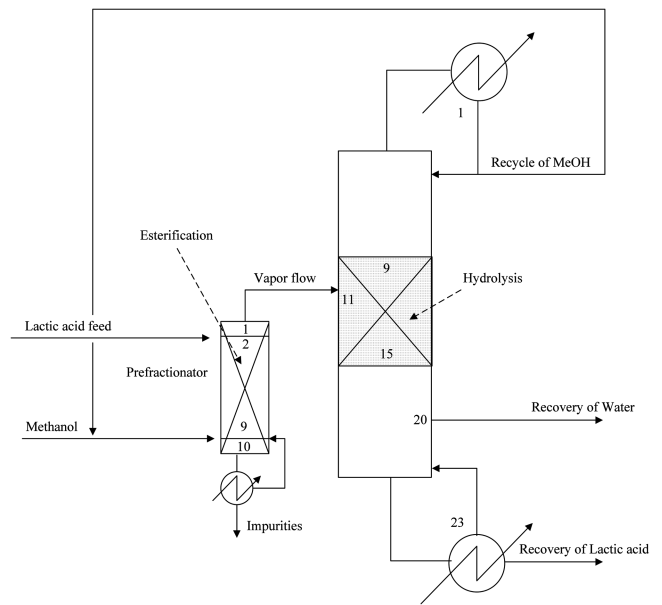 1
Recycle of MeOH
Esterification
9
Vapor flow
Hydrolysis
11
1
Lactic acid feed
2
15
Prefractionator
Recovery of Water
20
Methanol
9
10
23
Impurities
Recovery of Lactic acid